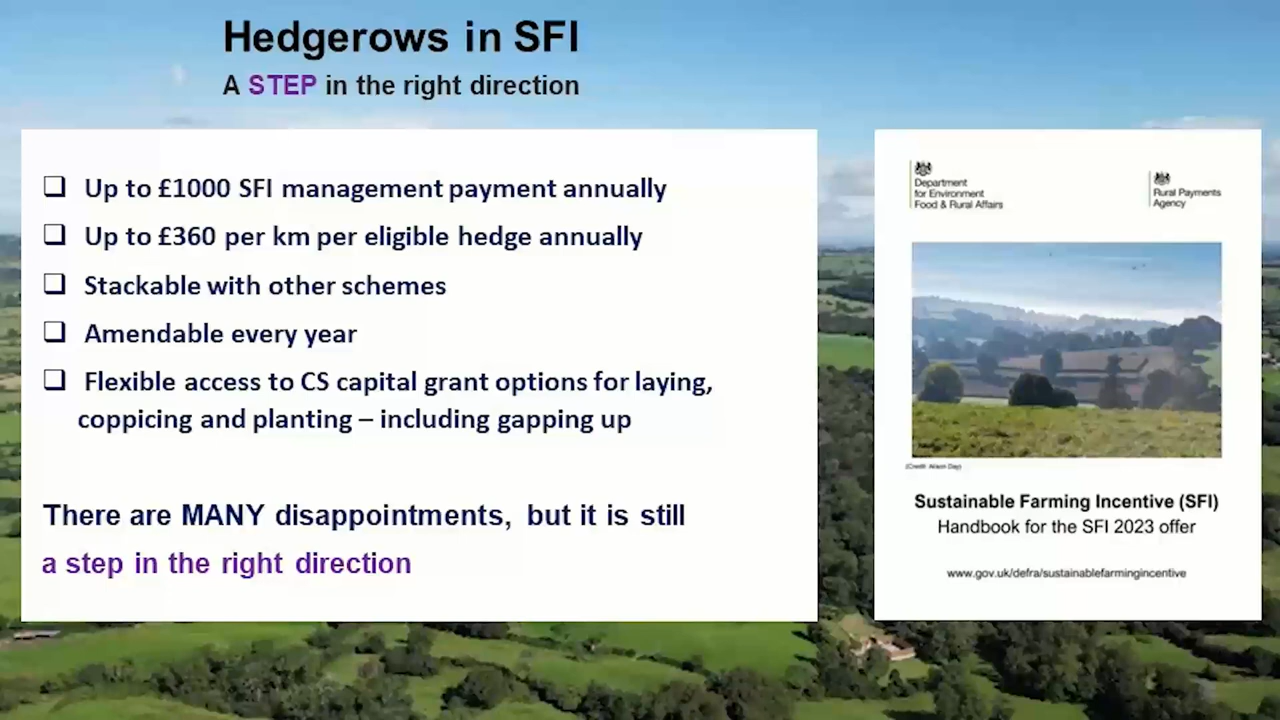 Hedgerows in SFI
A STEP in the right direction
❑ Up to £1000 SFI management payment annually
❑ Up to £360 per km per eligible hedge annually
❑ Stackable with other schemes
❑ Amendable every year
❑ Flexible access to CS capital grant options for laying,
coppicing and planting – including gapping up
There are MANY disappointments, but it is still
a step in the right direction
Department
for Environment
Food & Rural Affairs
Rural Payments
Agency
(Credit: Alison Day)
Sustainable Farming Incentive (SFI)
Handbook for the SFI 2023 offer
www.gov.uk/defra/sustainablefarmingincentive